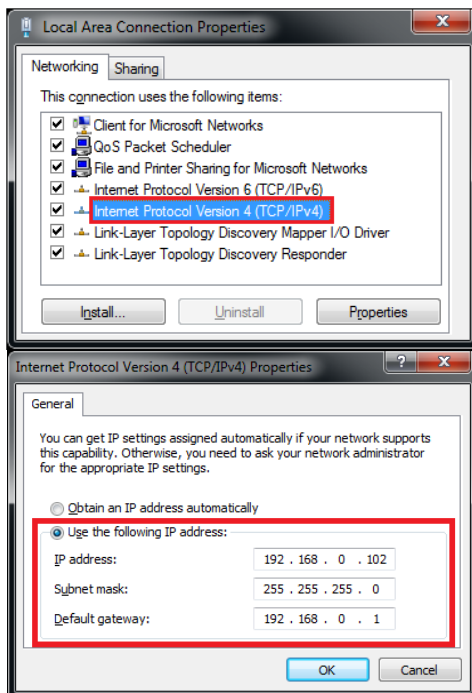 Local Area Connection Properties
Networking Sharing
This connection uses the following items:
Client for Microsoft Networks
QoS Packet Scheduler
File and Printer Sharing for Microsoft Networks
Internet Protocol Version 6 (TCP/IPv6)
Internet Protocol Version 4 (TCP/IPv4)
Link-Layer Topology Discovery Mapper I/O Driver
Link-Layer Topology Discovery Responder
Install... Uninstall Properties
Internet Protocol Version 4 (TCP/IPv4) Properties
General
You can get IP settings assigned automatically if your network supports
this capability. Otherwise, you need to ask your network administrator
for the appropriate IP settings.
Obtain an IP address automatically
Use the following IP address:
IP address: 192 . 168 . 0 . 102
Subnet mask: 255 . 255 . 255 . 0
Default gateway: 192 . 168 . 0 . 1
OK Cancel